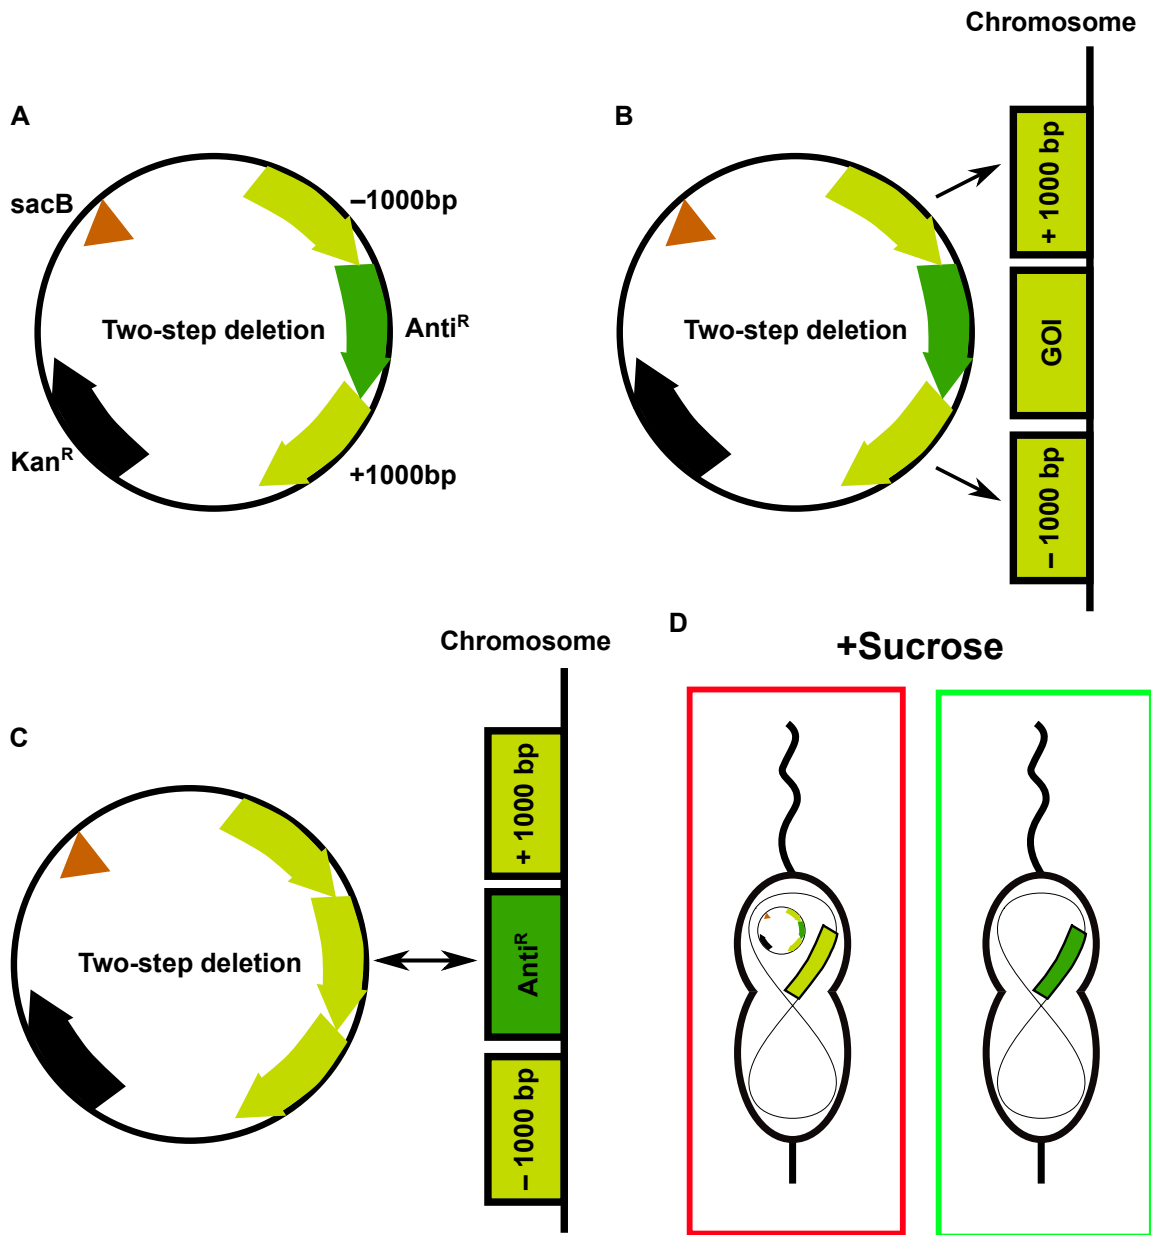 A
sacB
–1000bp
Two-step deletion
Anti^R
Kan^R
+1000bp
B
Chromosome
Two-step deletion
+ 1000 bp
GOI
– 1000 bp
C
Chromosome
Two-step deletion
+ 1000 bp
Anti^R
– 1000 bp
D
+Sucrose